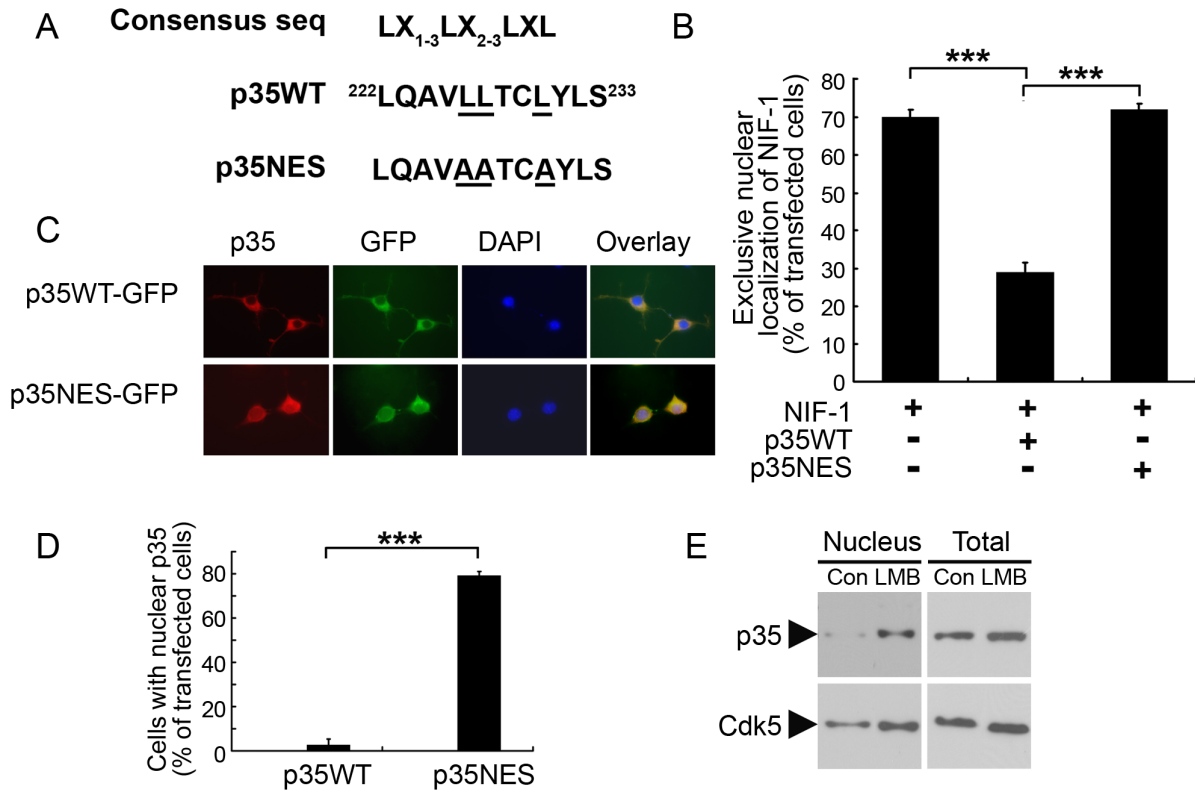 A
Consensus seq LX1-3LX2-3LXL
p35WT 222LQAVLLTCLYLS233
p35NES LQAVAATCAYLS
B
*** ***
Exclusive nuclear
localization of NIF-1
(% of transfected cells)
80
70
60
50
40
30
20
10
0
NIF-1 + + +
p35WT - + -
p35NES - - +
C
p35 GFP DAPI Overlay
p35WT-GFP
p35NES-GFP
D
***
Cells with nuclear p35
(% of transfected cells)
80
60
40
20
0
p35WT p35NES
E
Nucleus Total
Con LMB Con LMB
p35
Cdk5